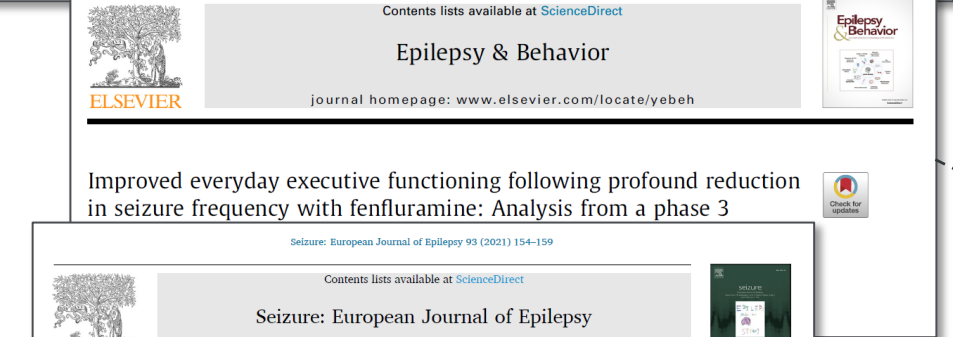 Contents lists available at ScienceDirect
Epilepsy & Behavior
journal homepage: www.elsevier.com/locate/yebeh
ELSEVIER
Epilepsy
& Behavior
Improved everyday executive functioning following profound reduction
in seizure frequency with fenfluramine: Analysis from a phase 3
Check for
updates
Seizure: European Journal of Epilepsy 93 (2021) 154–159
Contents lists available at ScienceDirect
Seizure: European Journal of Epilepsy
seizure